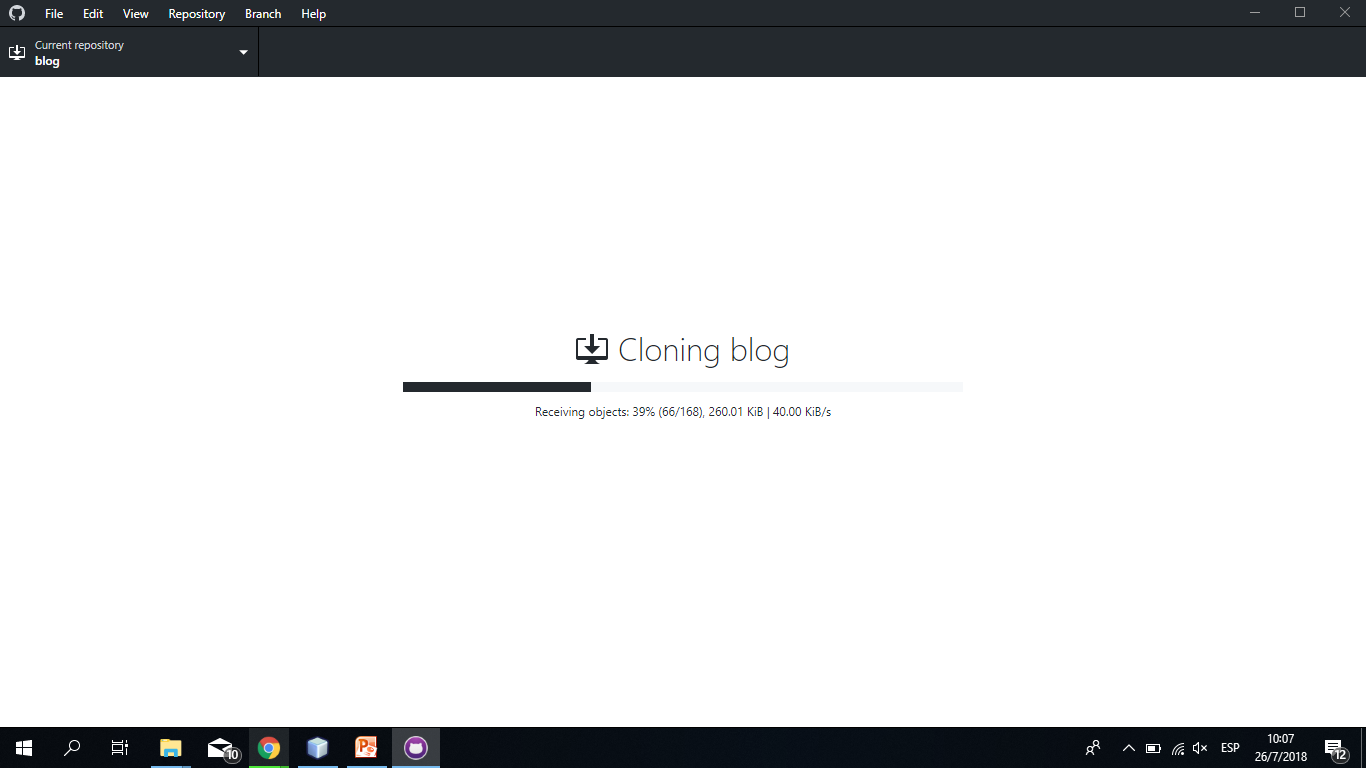 File Edit View Repository Branch Help
Current repository
blog
Cloning blog
Receiving objects: 39% (66/168), 260.01 KiB | 40.00 KiB/s
10
P
ESP
10:07
26/7/2018
12